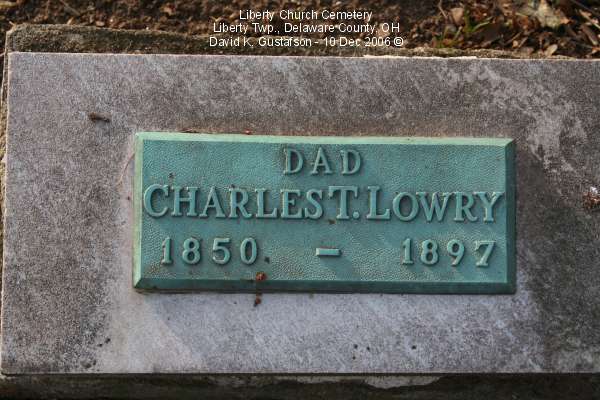 Liberty Church Cemetery
Liberty Twp., Delaware County, OH
David K. Gustafson - 10 Dec 2006 ©
DAD
CHARLES T. LOWRY
1850 – 1897